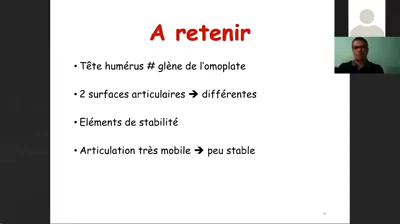 A retenir
• Tête humérus # glène de l'omoplate
• 2 surfaces articulaires ➔ différentes
• Eléments de stabilité
• Articulation très mobile ➔ peu stable